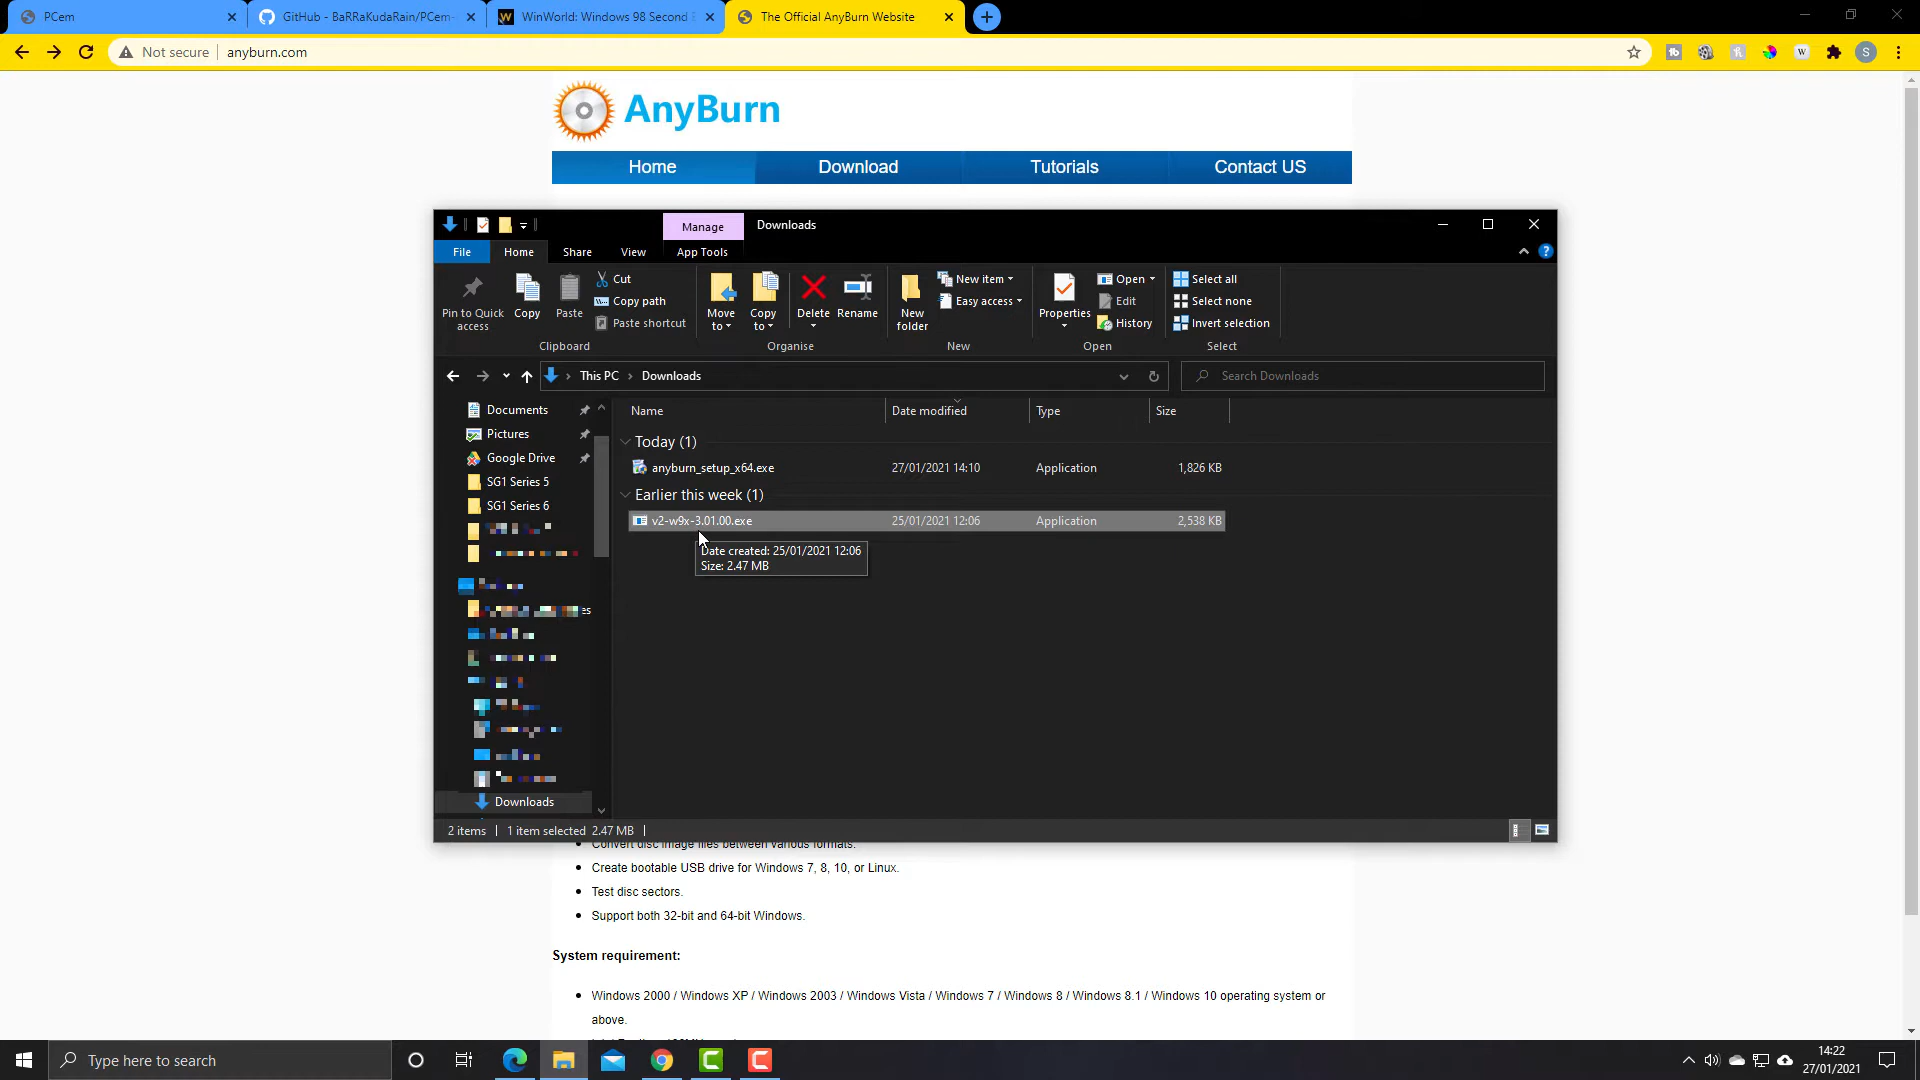 PCem
GitHub - BaRRaKudaRain/PCem-
WinWorld: Windows 98 Second E
The Official AnyBurn Website
Not secure
anyburn.com
S
AnyBurn
Home
Download
Tutorials
Contact US
Manage
Downloads
File
Home
Share
View
App Tools
Pin to Quick access
Copy
Paste
Cut
Copy path
Paste shortcut
Move to
Copy to
Delete
Rename
New folder
New item
Easy access
Properties
Open
Edit
History
Select all
Select none
Invert selection
Clipboard
Organise
New
Open
Select
This PC
Downloads
Search Downloads
Documents
Pictures
Google Drive
SG1 Series 5
SG1 Series 6
es
Downloads
Name
Date modified
Type
Size
Today (1)
anyburn_setup_x64.exe
27/01/2021 14:10
Application
1,826 KB
Earlier this week (1)
v2-w9x-3.01.00.exe
25/01/2021 12:06
Application
2,538 KB
Date created: 25/01/2021 12:06
Size: 2.47 MB
2 items
1 item selected 2.47 MB
Convert disc image files between various formats.
Create bootable USB drive for Windows 7, 8, 10, or Linux.
Test disc sectors.
Support both 32-bit and 64-bit Windows.
System requirement:
Windows 2000 / Windows XP / Windows 2003 / Windows Vista / Windows 7 / Windows 8 / Windows 8.1 / Windows 10 operating system or
above.
Type here to search
14:22
27/01/2021